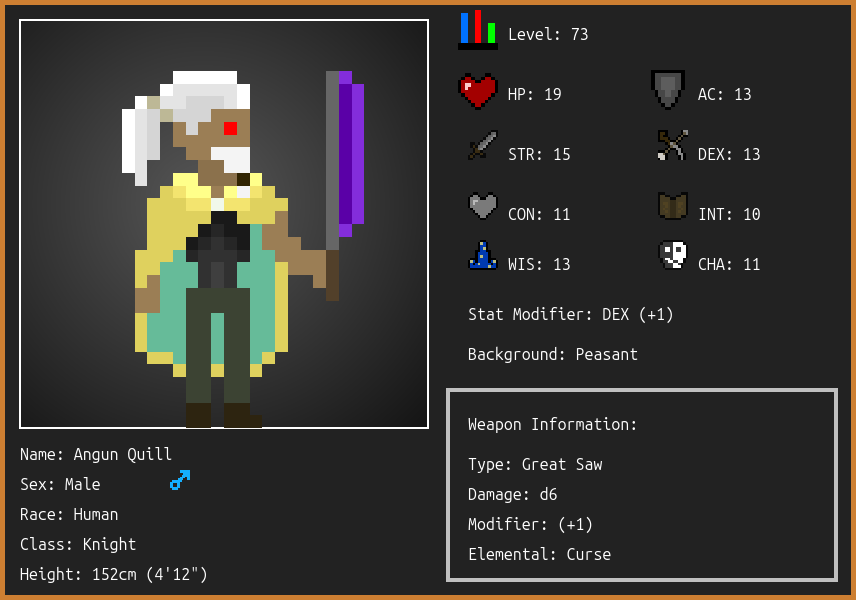 Level: 73
HP: 19
AC: 13
STR: 15
DEX: 13
CON: 11
INT: 10
WIS: 13
CHA: 11
Stat Modifier: DEX (+1)
Background: Peasant
Weapon Information:
Type: Great Saw
Damage: d6
Modifier: (+1)
Elemental: Curse
Name: Angun Quill
Sex: Male
Race: Human
Class: Knight
Height: 152cm (4'12")